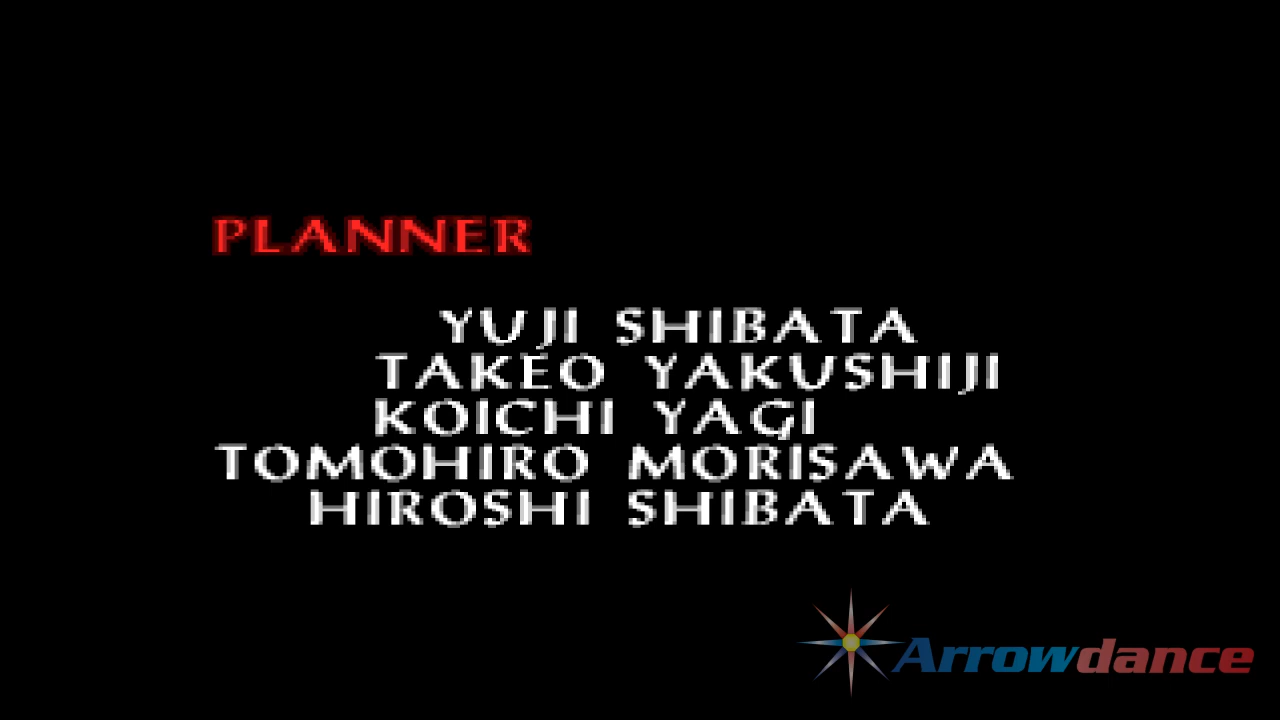 PLANNER
YUJI SHIBATA
TAKEO YAKUSHIJI
KOICHI YAGI
TOMOHIRO MORISAWA
HIROSHI SHIBATA
Arrowdance